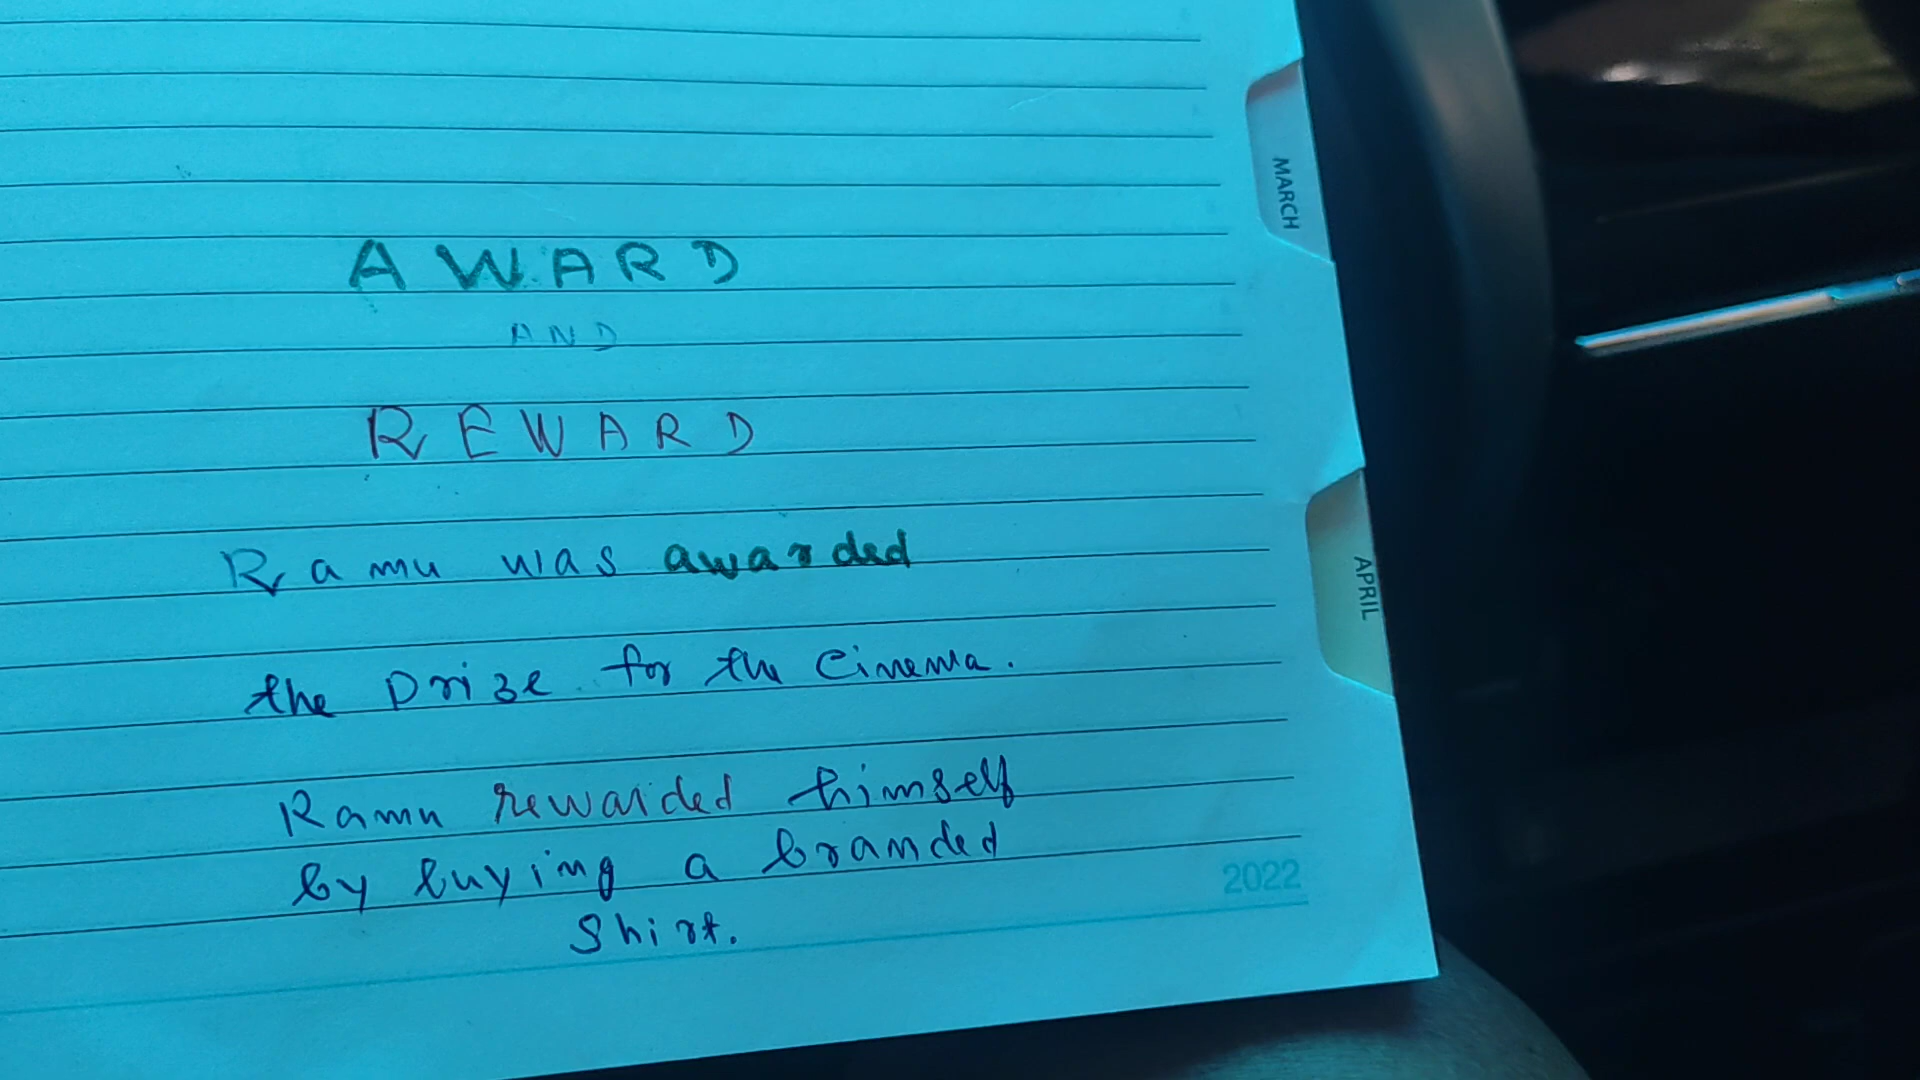 MARCH
AWARD
AND
REWARD
Ramu was awarded
the prize for the Cinema.
APRIL
Ramu rewarded himself
by buying a branded
Shirt.
2022